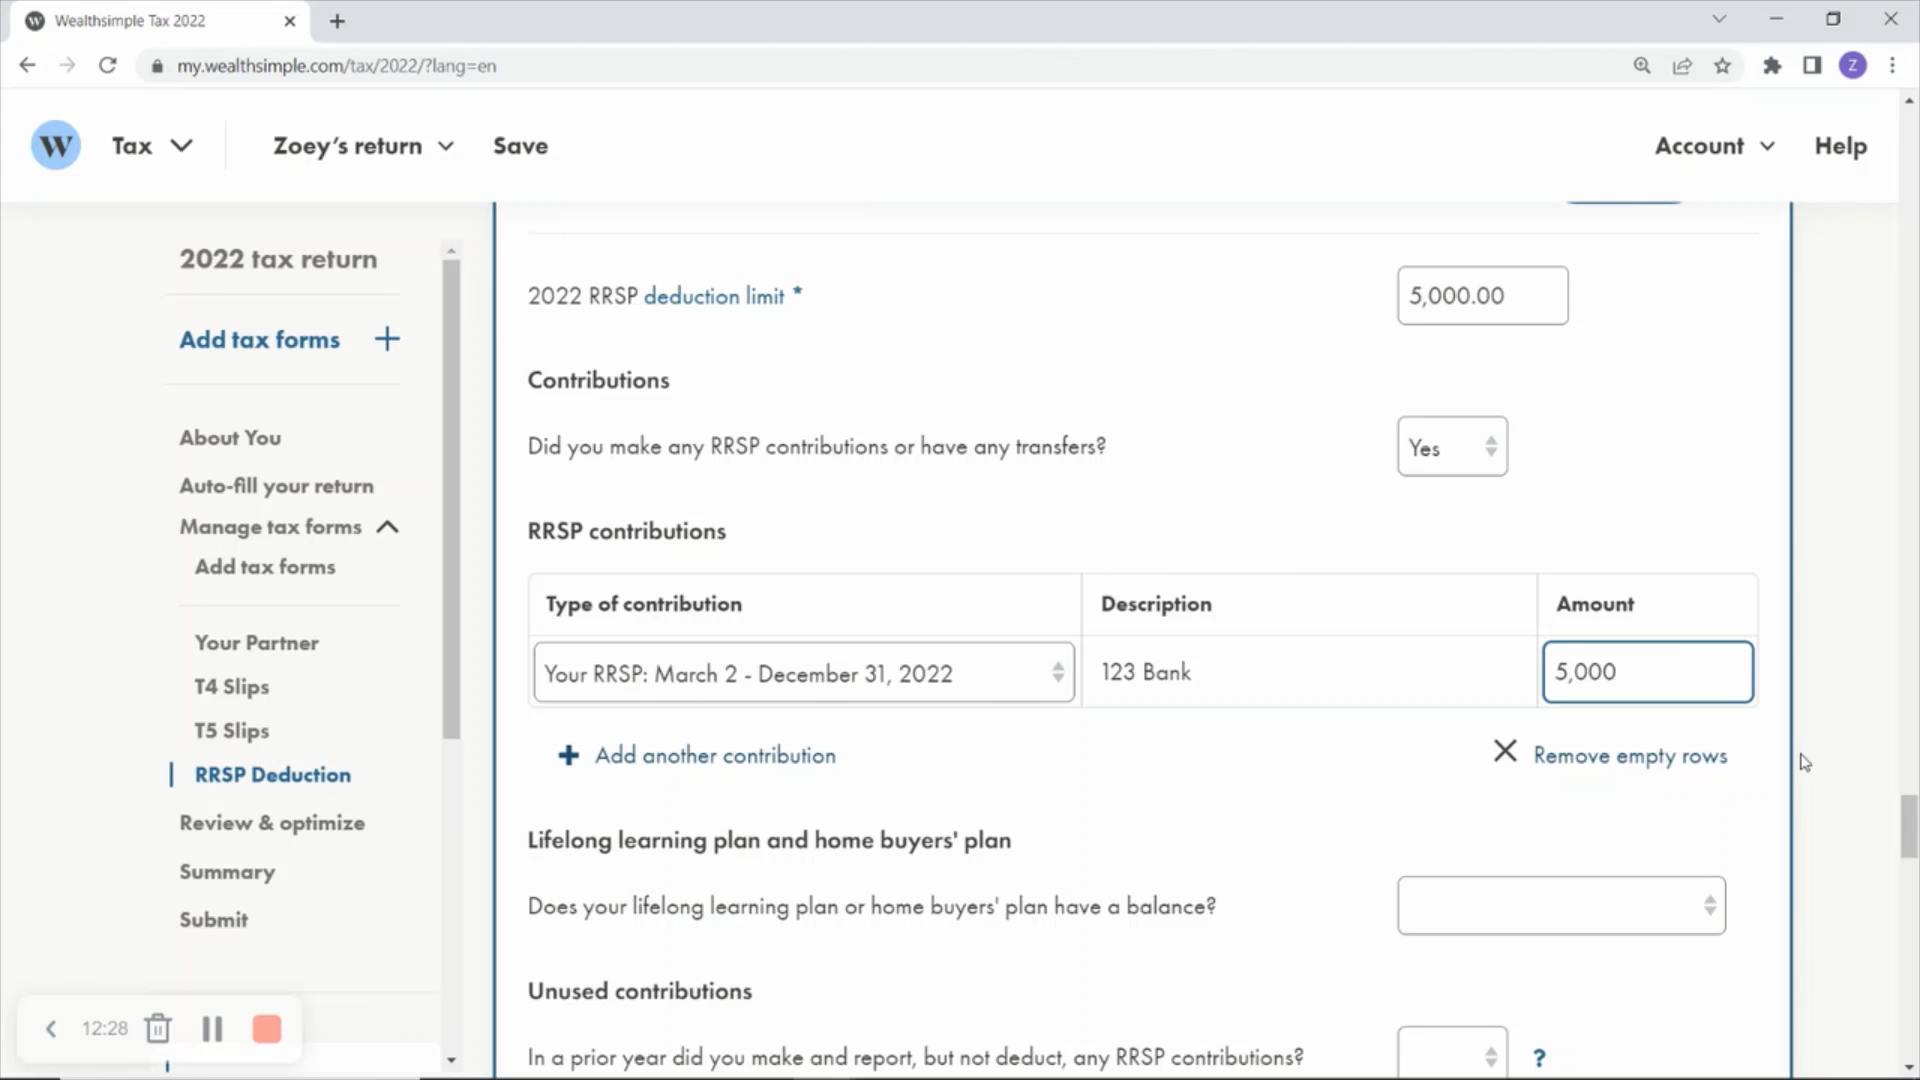 Wealthsimple Tax 2022
my.wealthsimple.com/tax/2022/?lang=en
Z
W
Tax
Zoey's return
Save
Account
Help
2022 tax return
Add tax forms
About You
Auto-fill your return
Manage tax forms
Add tax forms
Your Partner
T4 Slips
T5 Slips
RRSP Deduction
Review & optimize
Summary
Submit
12:28
2022 RRSP deduction limit *
5,000.00
Contributions
Did you make any RRSP contributions or have any transfers?
Yes
RRSP contributions
Type of contribution
Description
Amount
Your RRSP: March 2 - December 31, 2022
123 Bank
5,000
Add another contribution
Remove empty rows
Lifelong learning plan and home buyers' plan
Does your lifelong learning plan or home buyers' plan have a balance?
Unused contributions
In a prior year did you make and report, but not deduct, any RRSP contributions?
?